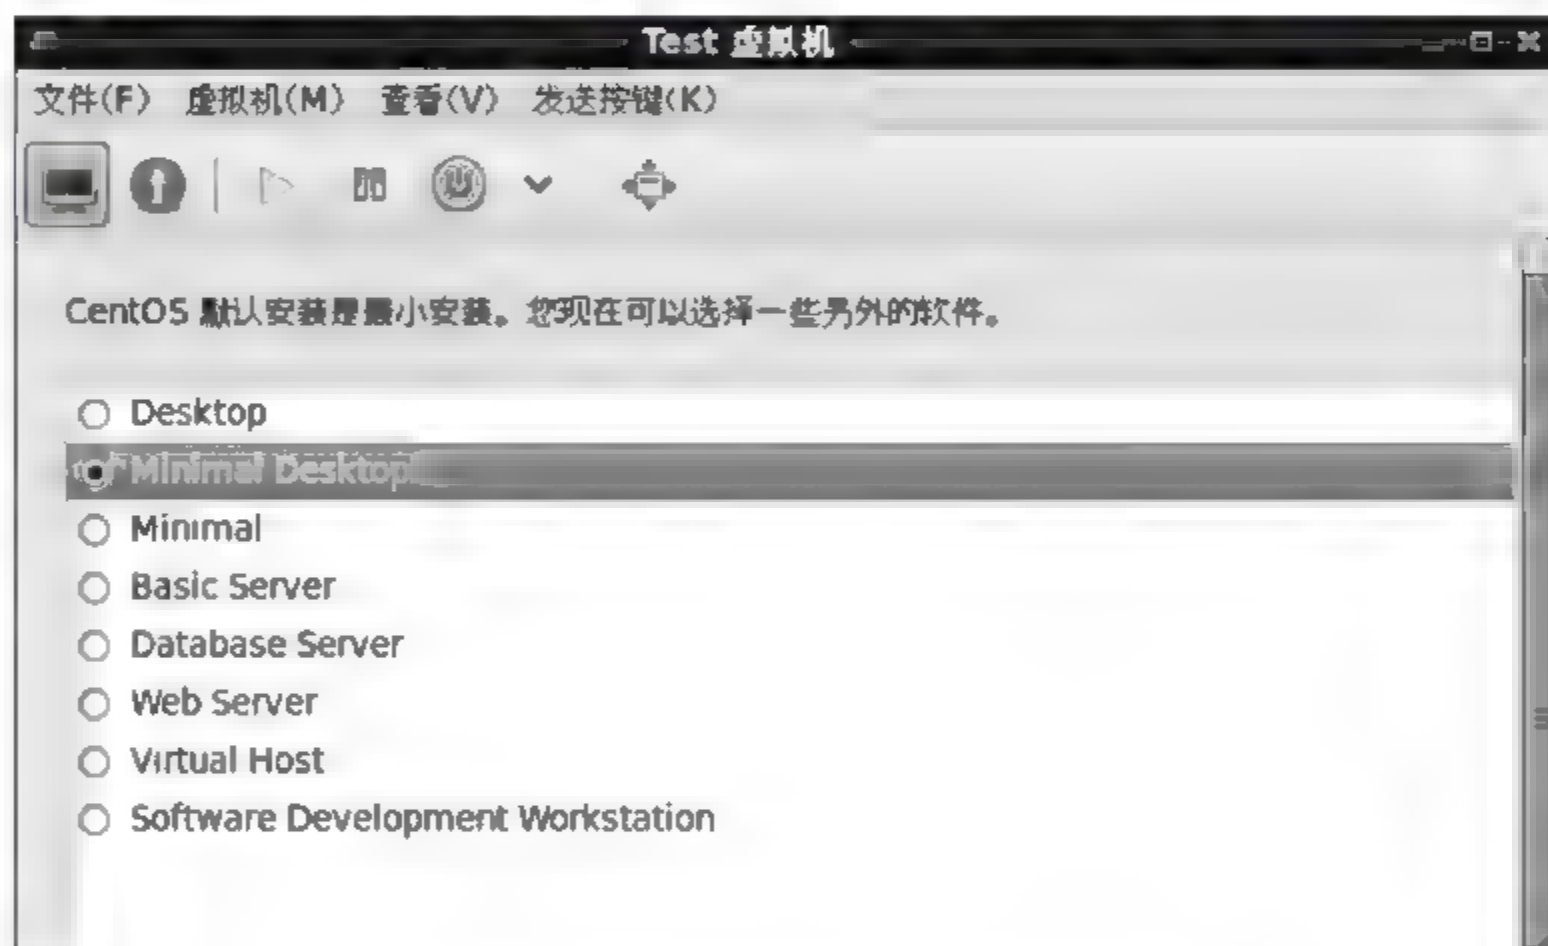 Test 虚拟机
文件(F) 虚拟机(M) 查看(V) 发送按键(K)
CentOS 默认安装是最小安装。您现在可以选择一些另外的软件。
Desktop
Minimal Desktop
Minimal
Basic Server
Database Server
Web Server
Virtual Host
Software Development Workstation